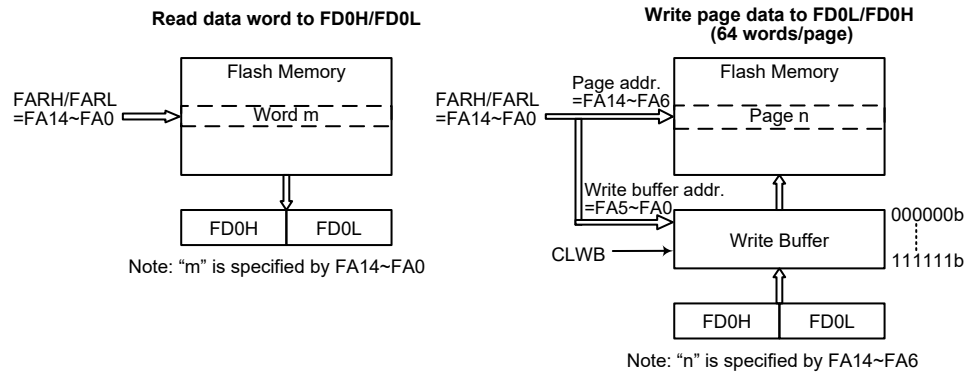 Read data word to FD0H/FD0L
Flash Memory
FARH/FARL
=FA14~FA0
Word m
FD0H
FD0L
Note: “m” is specified by FA14~FA0
Write page data to FD0L/FD0H
(64 words/page)
Flash Memory
Page addr.
=FA14~FA6
FARH/FARL
=FA14~FA0
Page n
Write buffer addr.
=FA5~FA0
Write Buffer
000000b
111111b
CLWB
FD0H
FD0L
Note: “n” is specified by FA14~FA6